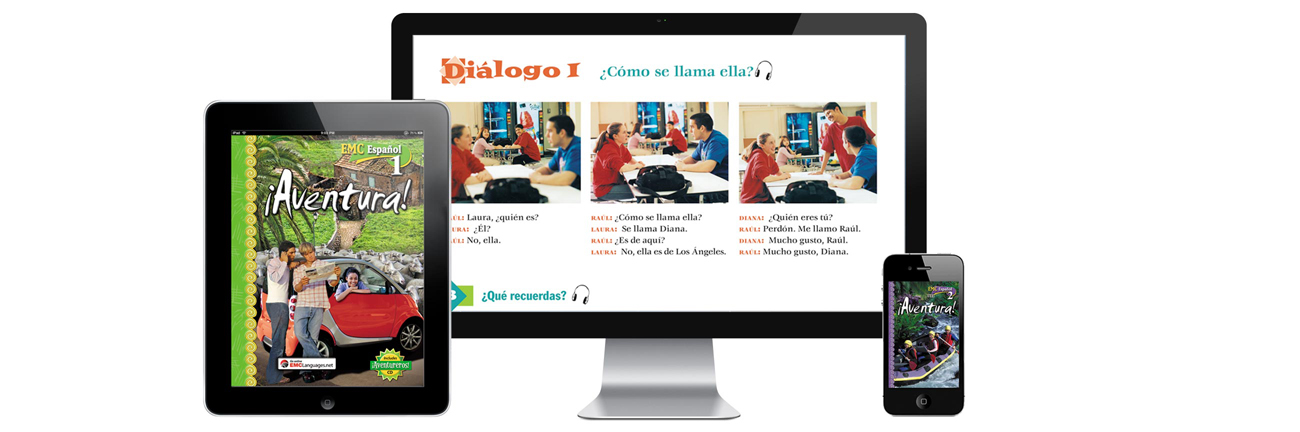 EMC Español
1
¡Aventura!
EMCLanguages.net
¡Aventureros!
CD
Diálogo I
¿Cómo se llama ella?
ÚL: Laura, ¿quién es?
URA: ¿Él?
ÚL: No, ella.
RAÚL: ¿Cómo se llama ella?
LAURA: Se llama Diana.
RAÚL: ¿Es de aquí?
LAURA: No, ella es de Los Ángeles.
DIANA: ¿Quién eres tú?
RAÚL: Perdón. Me llamo Raúl.
DIANA: Mucho gusto, Raúl.
RAÚL: Mucho gusto, Diana.
3
¿Qué recuerdas?
EMC Español
2
¡Aventura!